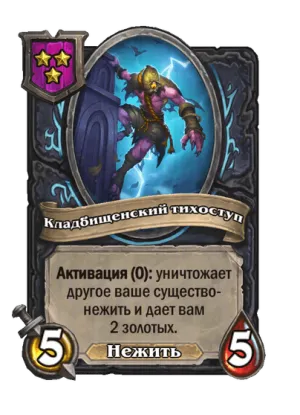 Кладбищенский тихоступ
Активация (0): уничтожает
другое ваше существо-
нежить и дает вам
2 золотых.
5
Нежить
5